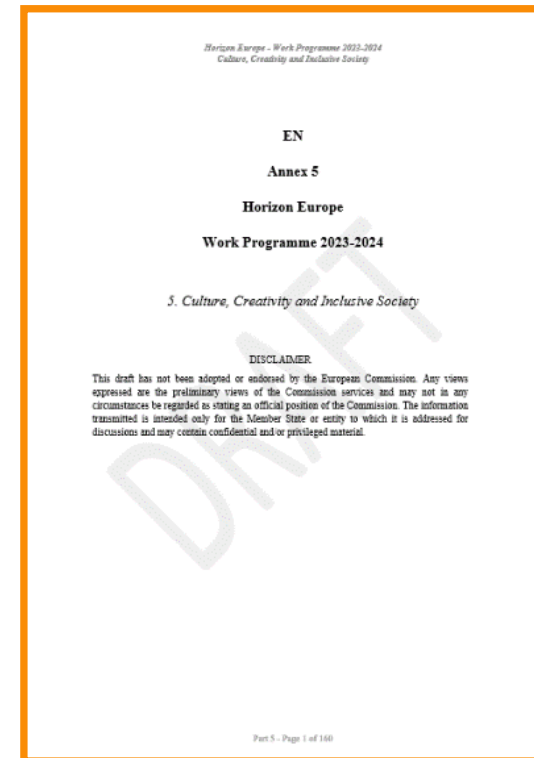 Horizon Europe - Work Programme 2023-2024
Culture, Creativity and Inclusive Society
EN
Annex 5
Horizon Europe
Work Programme 2023-2024
5. Culture, Creativity and Inclusive Society
DISCLAIMER
This draft has not been adopted or endorsed by the European Commission. Any views
expressed are the preliminary views of the Commission services and may not in any
circumstances be regarded as stating an official position of the Commission. The information
transmitted is intended only for the Member State or entity to which it is addressed for
discussions and may contain confidential and/or privileged material.
DRAFT
Part 5 - Page 1 of 160